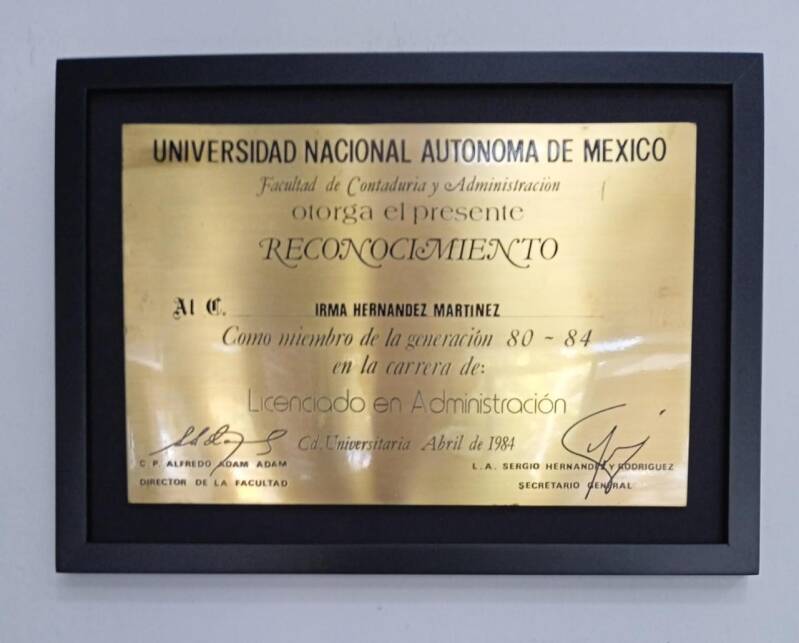 UNIVERSIDAD NACIONAL AUTONOMA DE MEXICO
Facultad de Contaduria y Administración
otorga el presente
RECONOCIMIENTO
Al C. IRMA HERNANDEZ MARTINEZ
Como miembro de la generación 80 - 84
en la carrera de:
Licenciado en Administración
Cd. Universitaria Abril de 1984
C P. ALFREDO ADAM ADAM
DIRECTOR DE LA FACULTAD
L. A. SERGIO HERNANDEZ Y RODRIGUEZ
SECRETARIO GENERAL